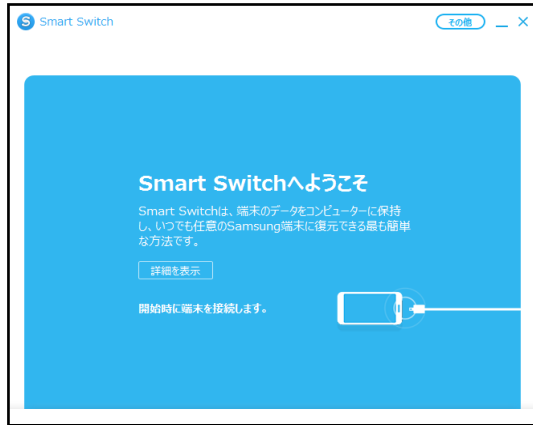 S Smart Switch その他
Smart Switchへようこそ
Smart Switchは、端末のデータをコンピューターに保持
し、いつでも任意のSamsung端末に復元できる最も簡単
な方法です。
詳細を表示
開始時に端末を接続します。